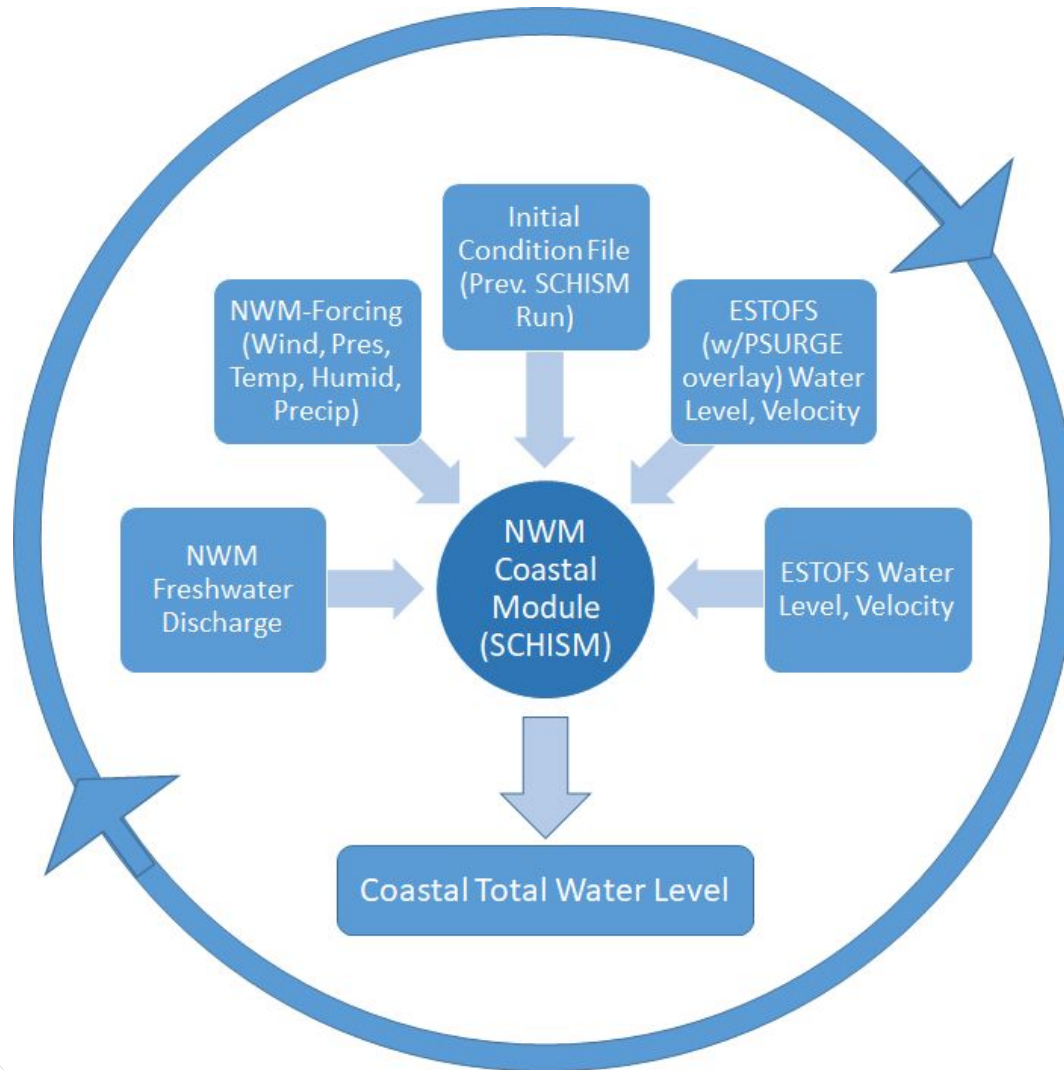 Initial
Condition File
(Prev. SCHISM
Run)
NWM-Forcing
(Wind, Pres,
Temp, Humid,
Precip)
ESTOFS
(w/PSURGE
overlay) Water
Level, Velocity
NWM
Freshwater
Discharge
NWM
Coastal
Module
(SCHISM)
ESTOFS Water
Level, Velocity
Coastal Total Water Level